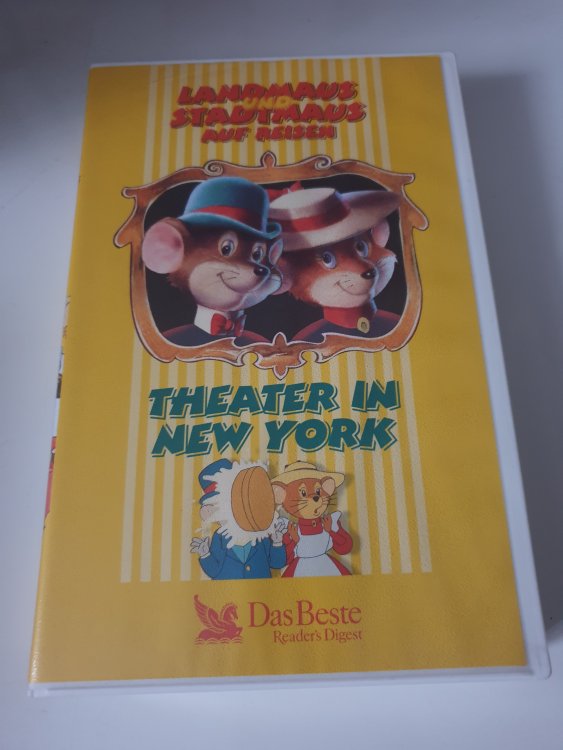 LANDMAUS
UND
STADTMAUS
AUF REISEN
THEATER IN
NEW YORK
Das Beste
Reader's Digest